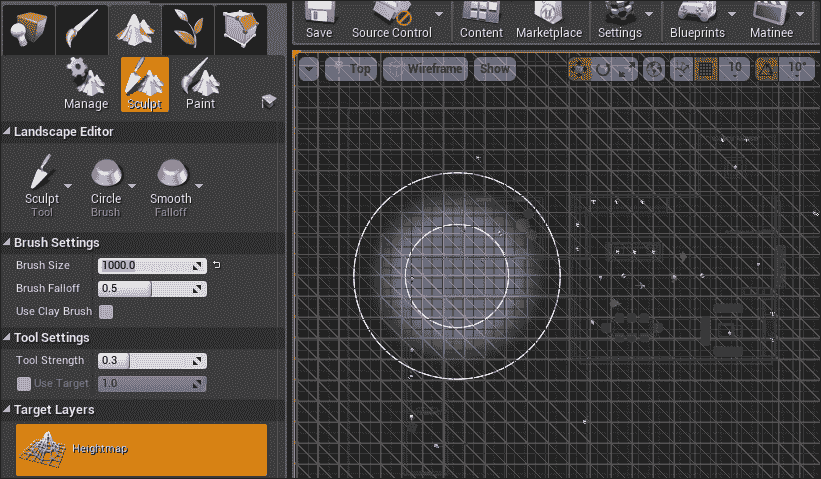 Save Source Control Content Marketplace Settings Blueprints Matinee
Top Wireframe Show 10 10°
Manage Sculpt Paint
Landscape Editor
Sculpt Circle Smooth
Tool Brush Falloff
Brush Settings
Brush Size 1000.0
Brush Falloff 0.5
Use Clay Brush
Tool Settings
Tool Strength 0.3
Use Target 1.0
Target Layers
Heightmap